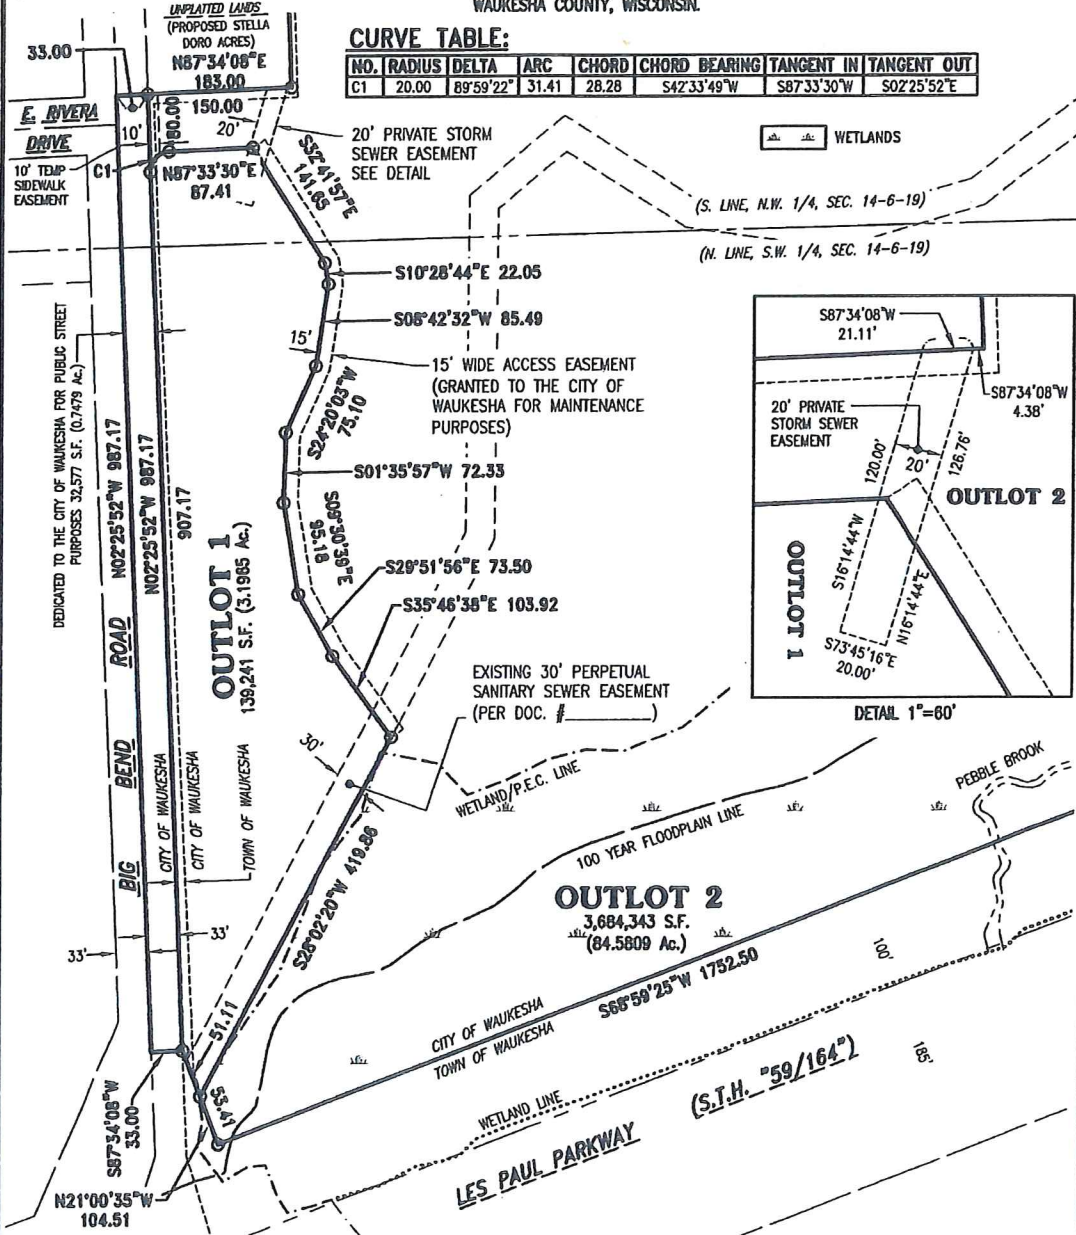 WAUKESHA COUNTY, WISCONSIN.
UNPLATTED LANDS
(PROPOSED STELLA
DORO ACRES)
N87°34'08"E
183.00
150.00
33.00
CURVE TABLE:
NO. RADIUS DELTA ARC CHORD CHORD BEARING TANGENT IN TANGENT OUT
C1 20.00 89°59'22" 31.41 28.28 S42°33'49"W S87°33'30"W S02°25'52"E
E. RIVERA
DRIVE
10'
80.00
20'
10' TEMP
SIDEWALK
EASEMENT
C1
N87°33'30"E
87.41
S32°41'57"E
141.65
20' PRIVATE STORM
SEWER EASEMENT
SEE DETAIL
WETLANDS
(S. LINE, N.W. 1/4, SEC. 14-6-19)
(N. LINE, S.W. 1/4, SEC. 14-6-19)
S10°28'44"E 22.05
S08°42'32"W 85.49
15'
15' WIDE ACCESS EASEMENT
(GRANTED TO THE CITY OF
WAUKESHA FOR MAINTENANCE
PURPOSES)
S24°20'03"W
75.10
S01°35'57"W 72.33
S09°30'39"E
95.18
S29°51'56"E 73.50
S35°46'38"E 103.92
DEDICATED TO THE CITY OF WAUKESHA FOR PUBLIC STREET
PURPOSES 32,577 S.F. (0.7479 Ac.)
N02°25'52"W 987.17
N02°25'52"W 987.17
907.17
OUTLOT 1
139,241 S.F. (3.1965 Ac.)
BIG BEND ROAD
CITY OF WAUKESHA
CITY OF WAUKESHA
TOWN OF WAUKESHA
S87°34'08"W
21.11'
S87°34'08"W
4.38'
20' PRIVATE
STORM SEWER
EASEMENT
120.00'
20'
126.76'
OUTLOT 2
S16°14'44"W
N16°14'44"E
OUTLOT 1
S73°45'16"E
20.00'
DETAIL 1"=60'
EXISTING 30' PERPETUAL
SANITARY SEWER EASEMENT
(PER DOC. #________)
30'
WETLAND/P.E.C. LINE
PEBBLE BROOK
100 YEAR FLOODPLAIN LINE
S28°02'20"W 419.86
OUTLOT 2
3,684,343 S.F.
(84.5809 Ac.)
33'
33'
51.11
CITY OF WAUKESHA
TOWN OF WAUKESHA
S68°59'25"W 1752.50
100'
185'
53.41
WETLAND LINE
(S.T.H. "59/164")
LES PAUL PARKWAY
S87°34'08"W
33.00
N21°00'35"W
104.51